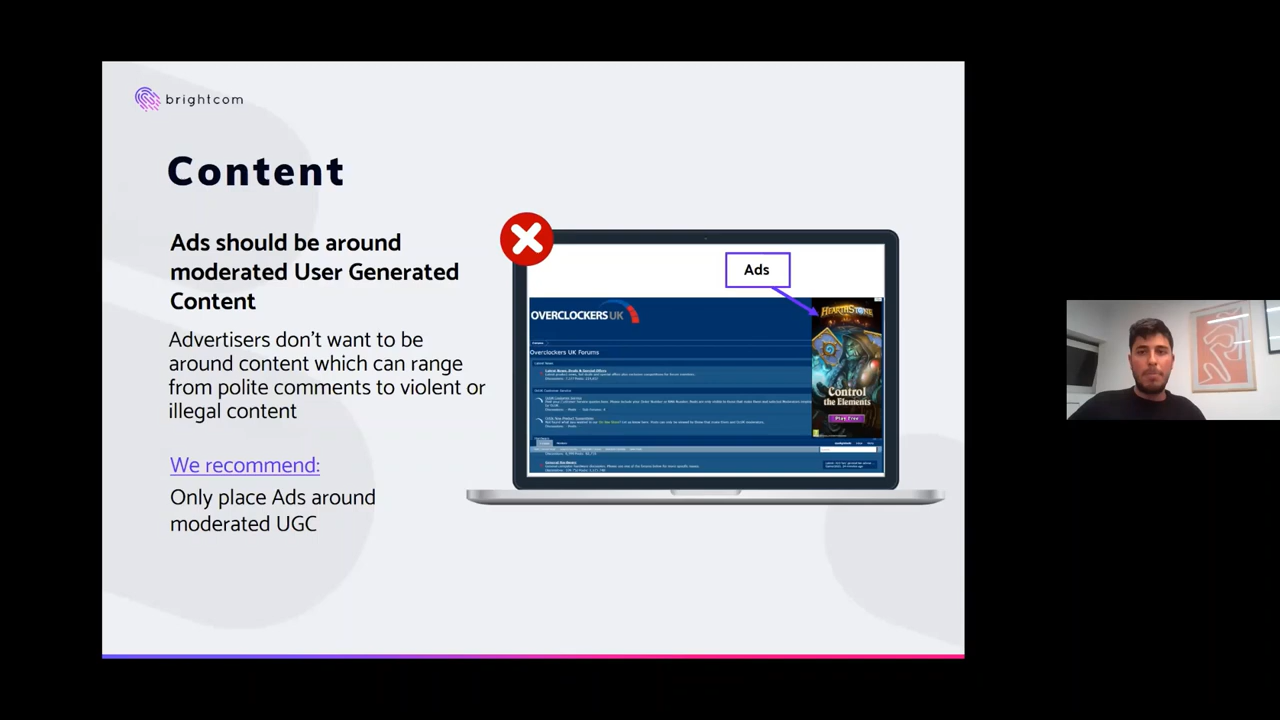 brightcom
Content
Ads should be around
moderated User Generated
Content
Advertisers don't want to be
around content which can range
from polite comments to violent or
illegal content
We recommend:
Only place Ads around
moderated UGC
Ads
OVERCLOCKERS UK
Overclockers UK Forums
HEARTHSTONE
Control
the Elements
Play Free